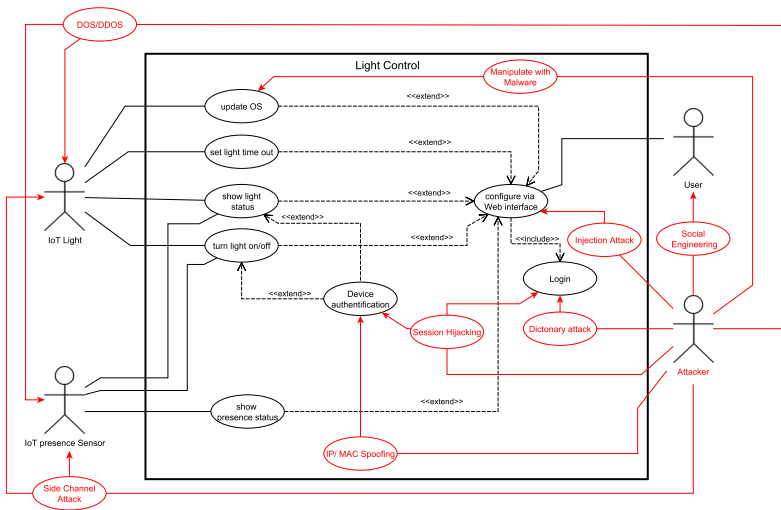 DOS/DDOS
Light Control
Manipulate with
Malware
update OS
<<extend>>
set light time out
<<extend>>
User
IoT Light
show light
status
<<extend>>
<<extend>>
configure via
Web interface
turn light on/off
<<extend>>
<<include>>
Injection Attack
Social
Engineering
Login
<<extend>>
Device
authentification
Session Hijacking
Dictonary attack
Attacker
IoT presence Sensor
show
presence status
<<extend>>
IP/ MAC Spoofing
Side Channel
Attack